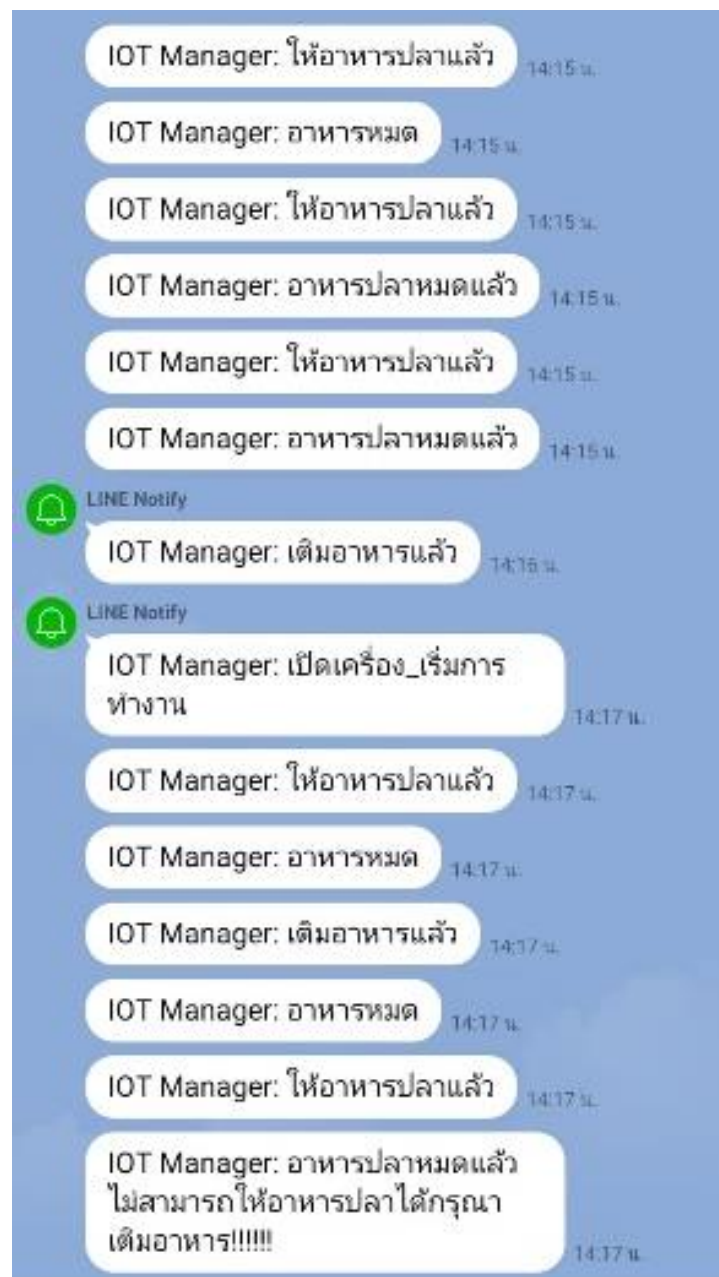 IOT Manager: ให้อาหารปลาแล้ว
14:15 น.
IOT Manager: อาหารหมด
14:15 น.
IOT Manager: ให้อาหารปลาแล้ว
14:15 น.
IOT Manager: อาหารปลาหมดแล้ว
14:15 น.
IOT Manager: ให้อาหารปลาแล้ว
14:15 น.
IOT Manager: อาหารปลาหมดแล้ว
14:15 น.
LINE Notify
IOT Manager: เติมอาหารแล้ว
14:16 น.
LINE Notify
IOT Manager: เปิดเครื่อง_เริ่มการ
ทำงาน
14:17 น.
IOT Manager: ให้อาหารปลาแล้ว
14:17 น.
IOT Manager: อาหารหมด
14:17 น.
IOT Manager: เติมอาหารแล้ว
14:17 น.
IOT Manager: อาหารหมด
14:17 น.
IOT Manager: ให้อาหารปลาแล้ว
14:17 น.
IOT Manager: อาหารปลาหมดแล้ว
ไม่สามารถให้อาหารปลาได้กรุณา
เติมอาหาร!!!!!!
14:17 น.